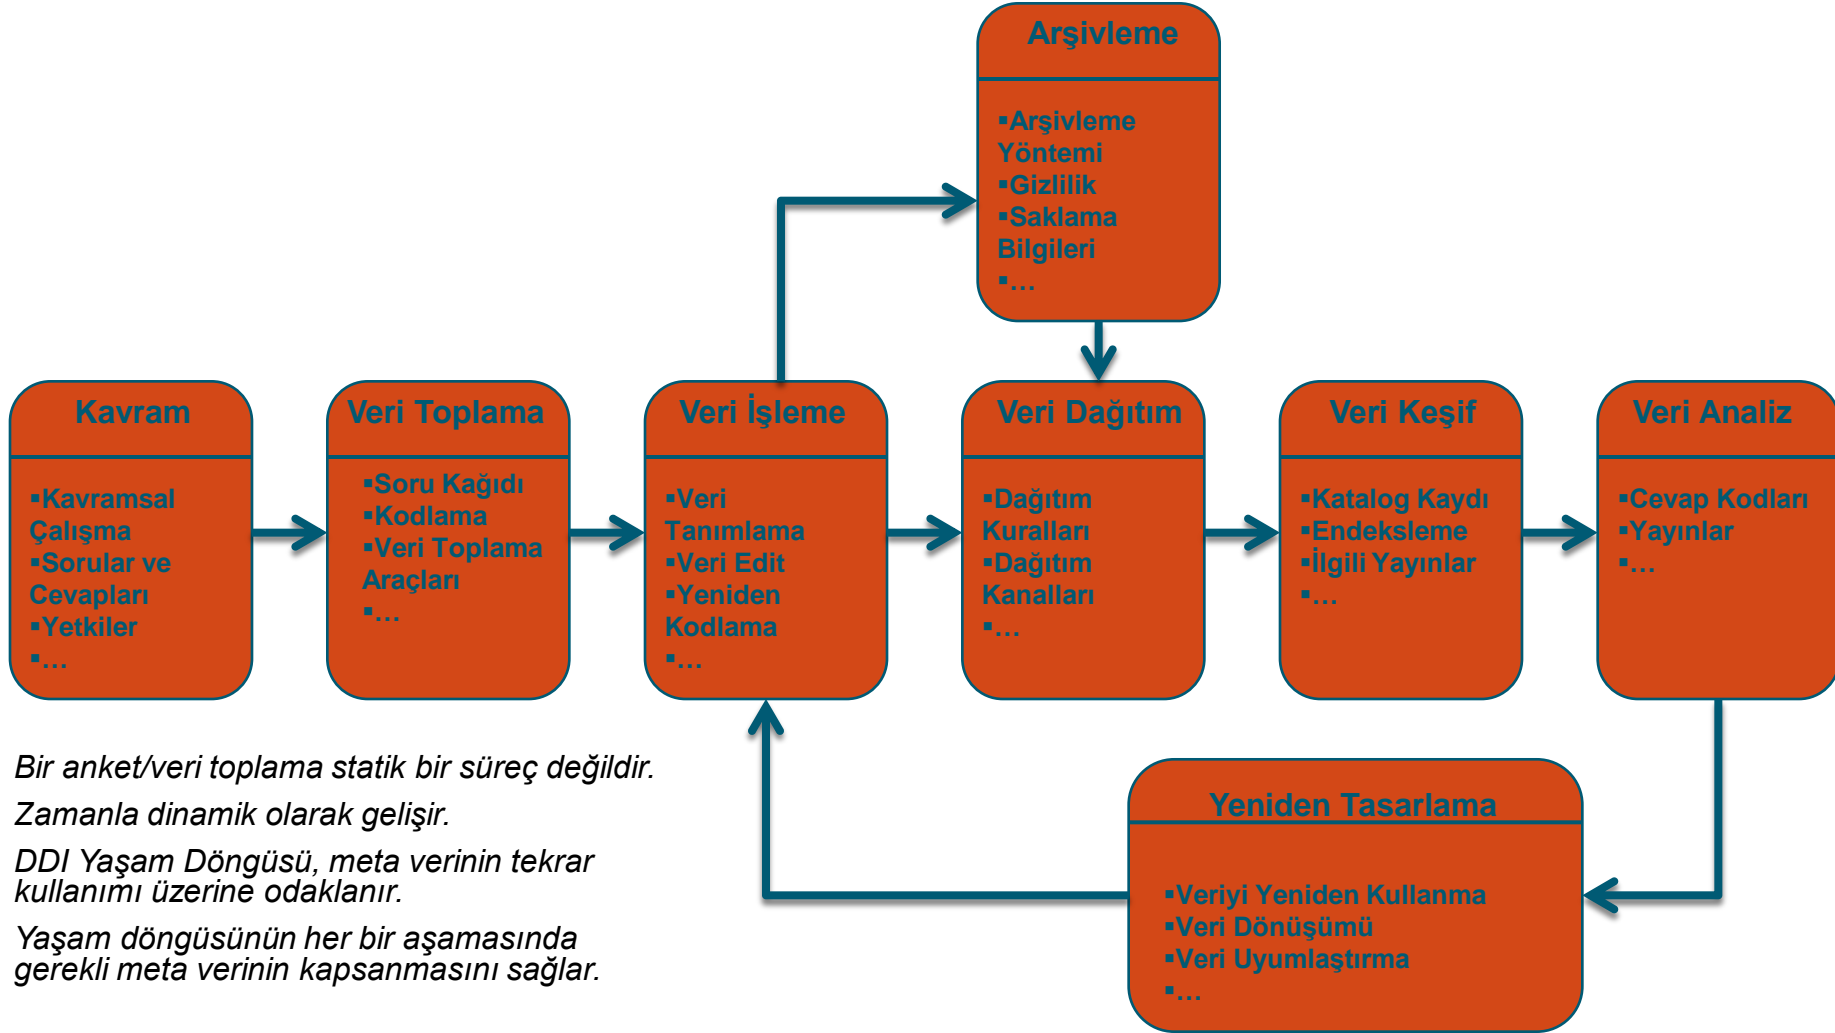 Arşivleme
▪Arşivleme
Yöntemi
▪Gizlilik
▪Saklama
Bilgileri
▪…
Kavram
▪Kavramsal
Çalışma
▪Sorular ve
Cevapları
▪Yetkiler
▪…
Veri Toplama
▪Soru Kağıdı
▪Kodlama
▪Veri Toplama
Araçları
▪…
Veri İşleme
▪Veri
Tanımlama
▪Veri Edit
▪Yeniden
Kodlama
▪…
Veri Dağıtım
▪Dağıtım
Kuralları
▪Dağıtım
Kanalları
▪…
Veri Keşif
▪Katalog Kaydı
▪Endeksleme
▪İlgili Yayınlar
▪…
Veri Analiz
▪Cevap Kodları
▪Yayınlar
▪…
Bir anket/veri toplama statik bir süreç değildir.
Zamanla dinamik olarak gelişir.
DDI Yaşam Döngüsü, meta verinin tekrar
kullanımı üzerine odaklanır.
Yaşam döngüsünün her bir aşamasında
gerekli meta verinin kapsanmasını sağlar.
Yeniden Tasarlama
▪Veriyi Yeniden Kullanma
▪Veri Dönüşümü
▪Veri Uyumlaştırma
▪…